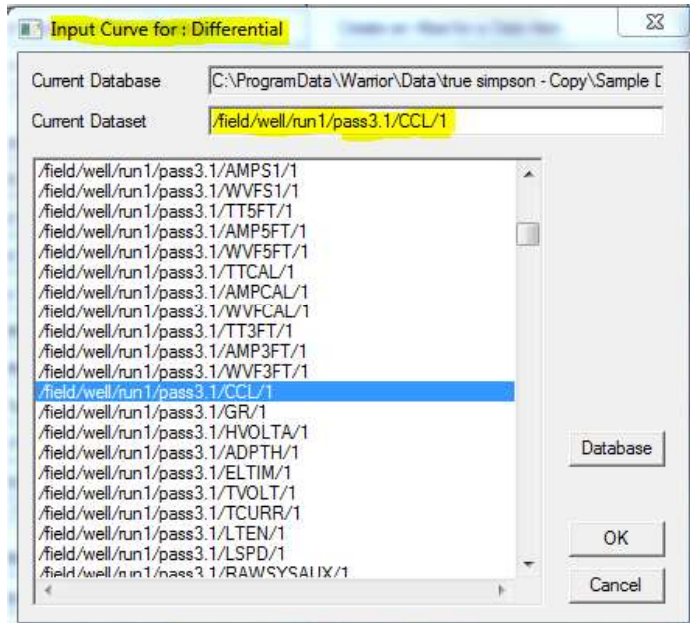 Input Curve for : Differential
Current Database C:\ProgramData\Warrior\Data\true simpson - Copy\Sample D
Current Dataset /field/well/run1/pass3.1/CCL/1
/field/well/run1/pass3.1/AMPS1/1
/field/well/run1/pass3.1/WVFS1/1
/field/well/run1/pass3.1/TT5FT/1
/field/well/run1/pass3.1/AMP5FT/1
/field/well/run1/pass3.1/WVF5FT/1
/field/well/run1/pass3.1/TTCAL/1
/field/well/run1/pass3.1/AMPCAL/1
/field/well/run1/pass3.1/WVFCAL/1
/field/well/run1/pass3.1/TT3FT/1
/field/well/run1/pass3.1/AMP3FT/1
/field/well/run1/pass3.1/WVF3FT/1
/field/well/run1/pass3.1/CCL/1
/field/well/run1/pass3.1/GR/1
/field/well/run1/pass3.1/HVOLTA/1
/field/well/run1/pass3.1/ADPTH/1
/field/well/run1/pass3.1/ELTIM/1
/field/well/run1/pass3.1/TVOLT/1
/field/well/run1/pass3.1/TCURR/1
/field/well/run1/pass3.1/LTEN/1
/field/well/run1/pass3.1/LSPD/1
/field/well/run1/pass3.1/RAWSYSAUX/1
Database
OK
Cancel